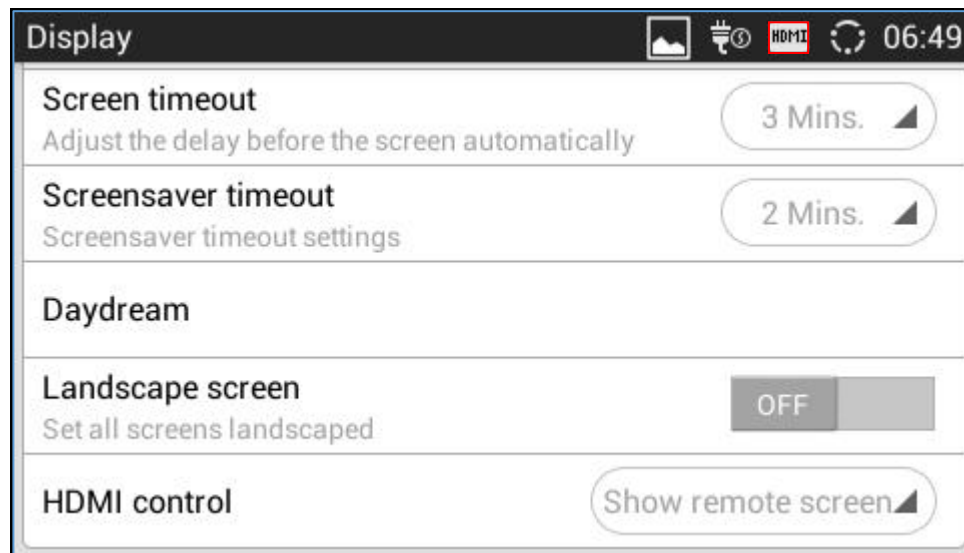 Display HDMI 06:49
Screen timeout
Adjust the delay before the screen automatically
3 Mins.
Screensaver timeout
Screensaver timeout settings
2 Mins.
Daydream
Landscape screen
Set all screens landscaped
OFF
HDMI control
Show remote screen